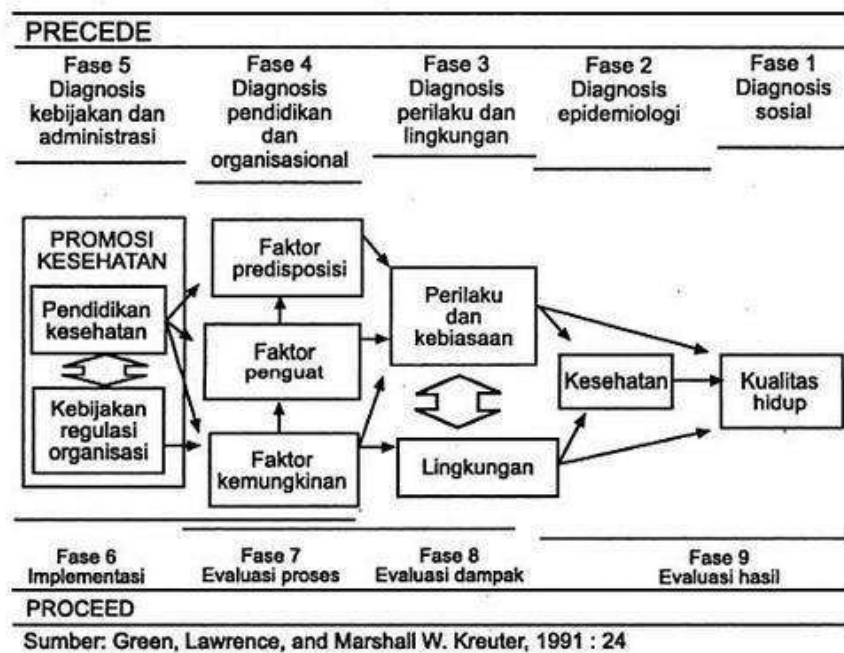 PRECEDE
Fase 5
Diagnosis
kebijakan dan
administrasi
Fase 4
Diagnosis
pendidikan
dan
organisasional
Fase 3
Diagnosis
perilaku dan
lingkungan
Fase 2
Diagnosis
epidemiologi
Fase 1
Diagnosis
sosial
PROMOSI
KESEHATAN
Pendidikan
kesehatan
Kebijakan
regulasi
organisasi
Faktor
predisposisi
Faktor
penguat
Faktor
kemungkinan
Perilaku
dan
kebiasaan
Lingkungan
Kesehatan
Kualitas
hidup
Fase 6
Implementasi
Fase 7
Evaluasi proses
Fase 8
Evaluasi dampak
Fase 9
Evaluasi hasil
PROCEED
Sumber: Green, Lawrence, and Marshall W. Kreuter, 1991 : 24